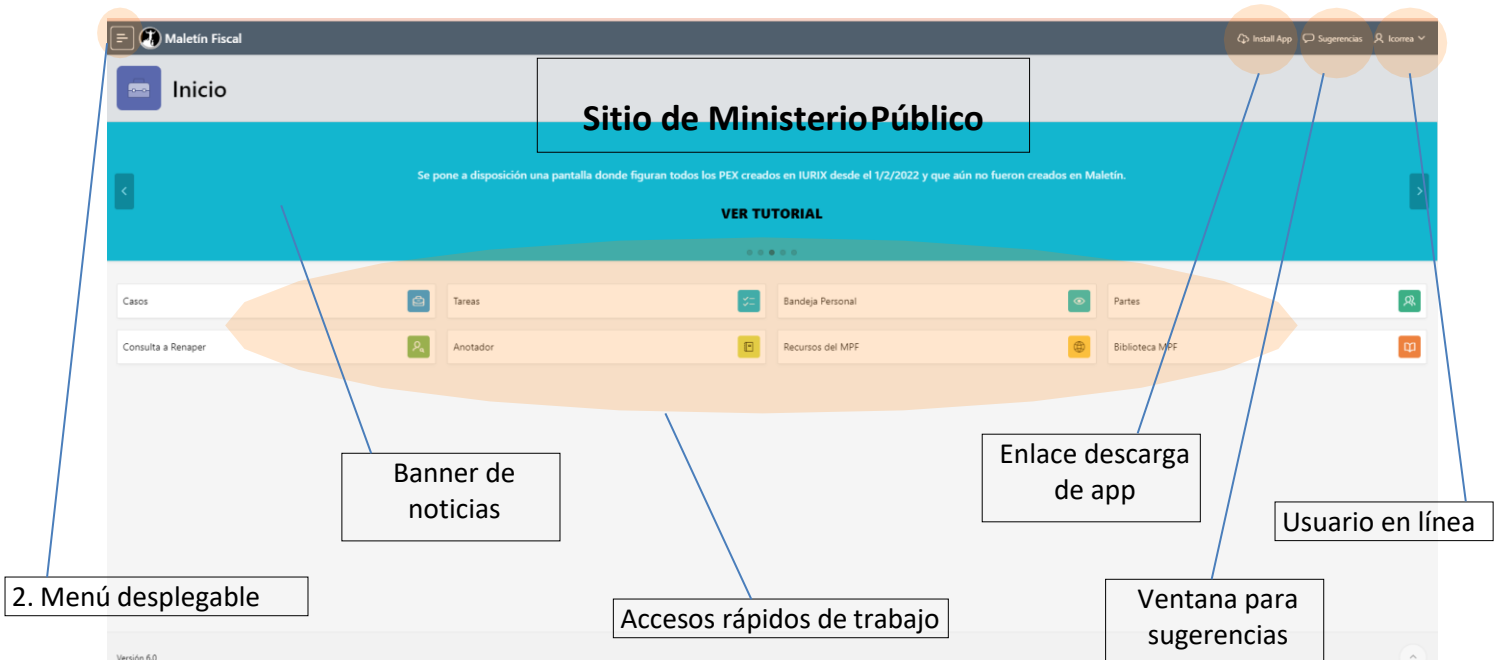 Maletín Fiscal
Install App
Sugerencias
lcorrea
Inicio
Sitio de Ministerio Público
Se pone a disposición una pantalla donde figuran todos los PEX creados en IURIX desde el 1/2/2022 y que aún no fueron creados en Maletín.
VER TUTORIAL
Casos
Tareas
Bandeja Personal
Partes
Consulta a Renaper
Anotador
Recursos del MPF
Biblioteca MPF
Banner de
noticias
Enlace descarga
de app
Usuario en línea
2. Menú desplegable
Accesos rápidos de trabajo
Ventana para
sugerencias
Versión 6.0